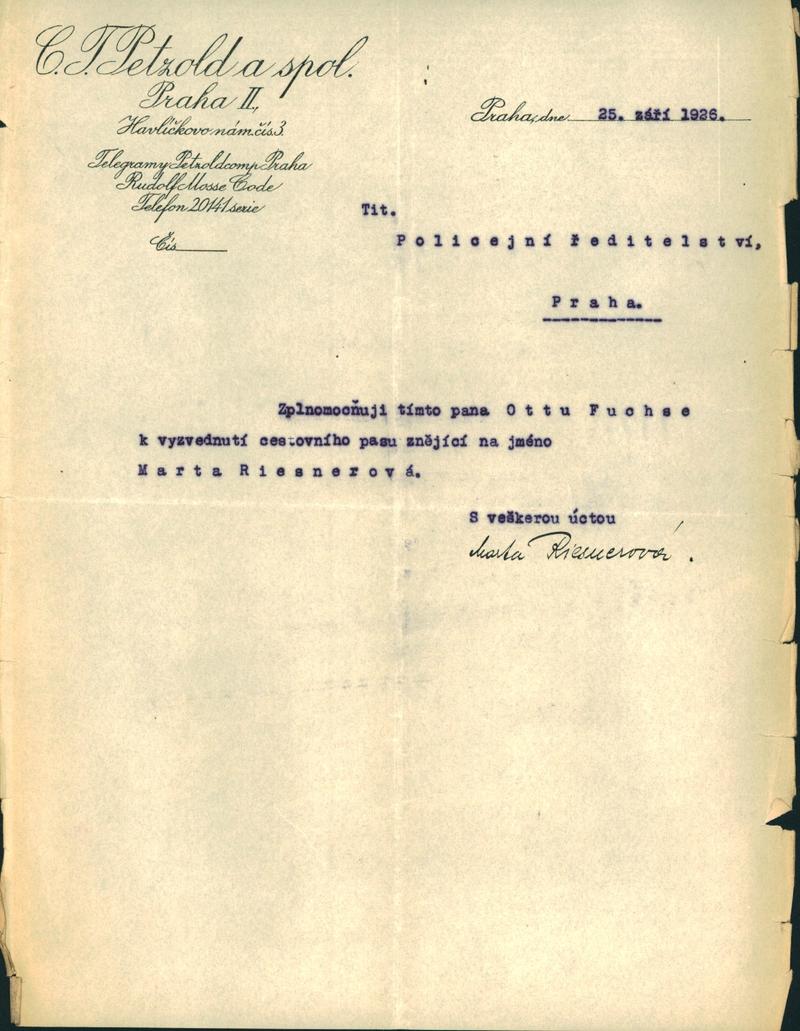 C. T. Petzold a spol.
Praha II.,
Havlíčkovo nám. čís 3.
Telegramy Petzoldcomp Praha
Rudolf Mosse Code
Telefon 20141 serie
Čís
Praha, dne 25. září 1926.
Tit.
Policejní ředitelství,
Praha.
Zplnomocňuji tímto pana Ottu Fuchse
k vyzvednutí cestovního pasu znějící na jméno
Marta Riesnerová.
S veškerou úctou
Marta Riesnerová.